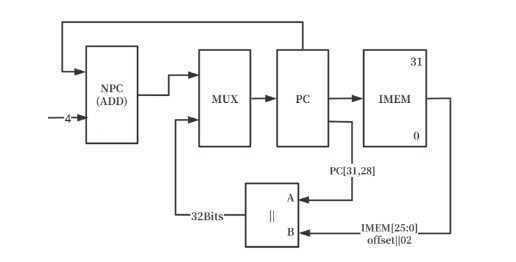 31
NPC
(ADD)
MUX
PC
IMEM
4
0
PC[31,28]
A
32Bits
||
B
IMEM[25:0]
offset||02